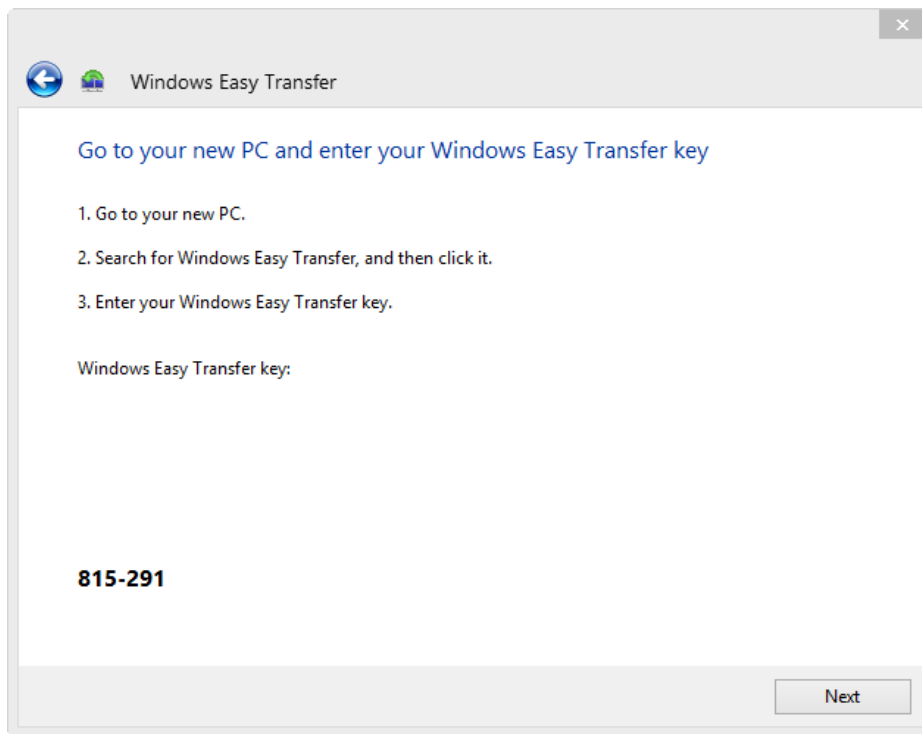 Windows Easy Transfer
Go to your new PC and enter your Windows Easy Transfer key
1. Go to your new PC.
2. Search for Windows Easy Transfer, and then click it.
3. Enter your Windows Easy Transfer key.
Windows Easy Transfer key:
815-291
Next